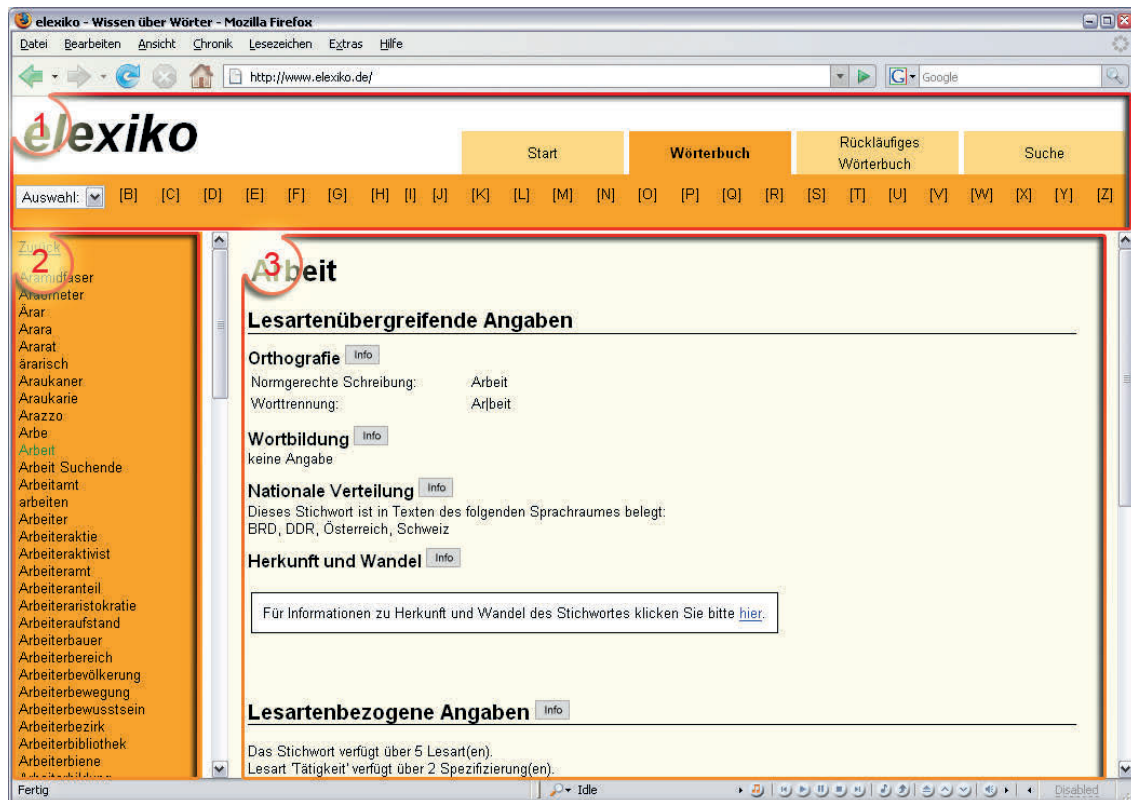 elexiko - Wissen über Wörter - Mozilla Firefox
Datei Bearbeiten Ansicht Chronik Lesezeichen Extras Hilfe
http://www.elexiko.de/
Google
1
elexiko
Start
Wörterbuch
Rückläufiges
Wörterbuch
Suche
Auswahl: [B] [C] [D] [E] [F] [G] [H] [I] [J] [K] [L] [M] [N] [O] [P] [Q] [R] [S] [T] [U] [V] [W] [X] [Y] [Z]
2
Zurück
Aramidfaser
Aräometer
Ärar
Arara
Ararat
ärarisch
Araukaner
Araukarie
Arazzo
Arbe
Arbeit
Arbeit Suchende
Arbeitamt
arbeiten
Arbeiter
Arbeiteraktie
Arbeiteraktivist
Arbeiteramt
Arbeiteranteil
Arbeiteraristokratie
Arbeiteraufstand
Arbeiterbauer
Arbeiterbereich
Arbeiterbevölkerung
Arbeiterbewegung
Arbeiterbewusstsein
Arbeiterbezirk
Arbeiterbibliothek
Arbeiterbiene
3
Arbeit
Lesartenübergreifende Angaben
Orthografie Info
Normgerechte Schreibung: Arbeit
Worttrennung: Ar|beit
Wortbildung Info
keine Angabe
Nationale Verteilung Info
Dieses Stichwort ist in Texten des folgenden Sprachraumes belegt:
BRD, DDR, Österreich, Schweiz
Herkunft und Wandel Info
Für Informationen zu Herkunft und Wandel des Stichwortes klicken Sie bitte hier.
Lesartenbezogene Angaben Info
Das Stichwort verfügt über 5 Lesart(en).
Lesart 'Tätigkeit' verfügt über 2 Spezifizierung(en).
Fertig
Idle
Disabled